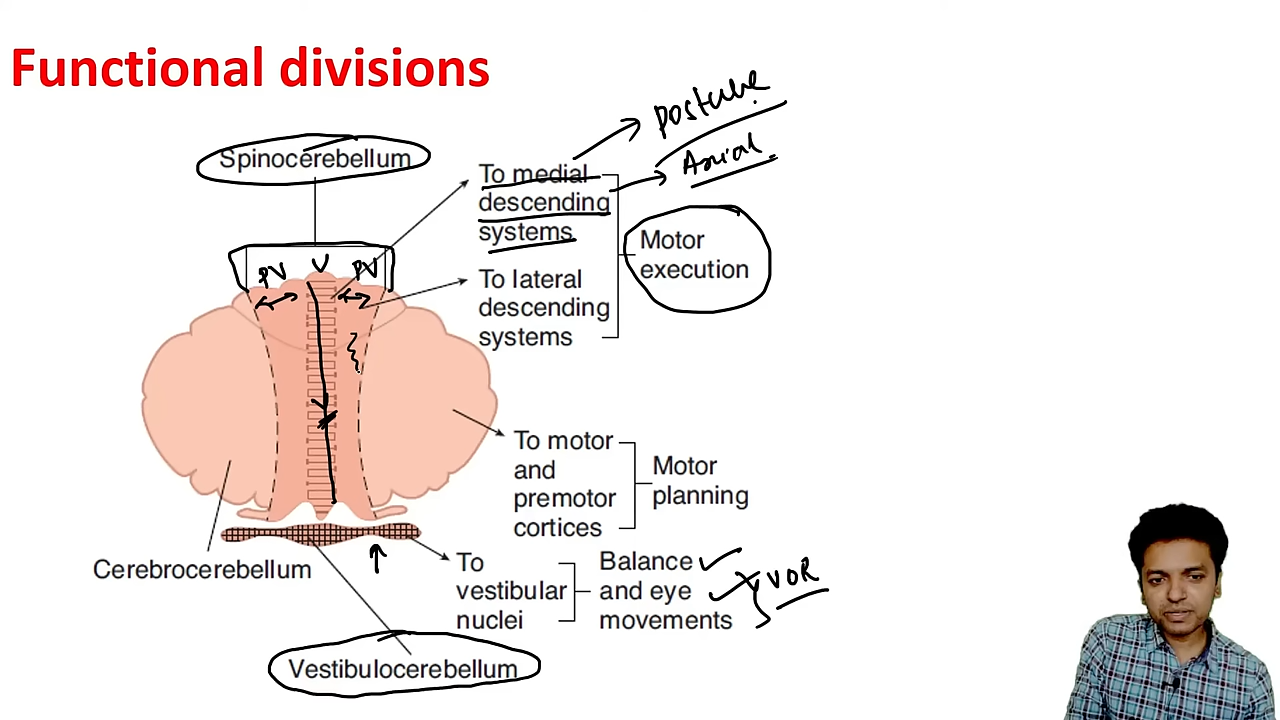 Functional divisions
Posture
Axial
Spinocerebellum
To medial
descending
systems
Motor
execution
PV
V
PV
To lateral
descending
systems
To motor
and
premotor
cortices
Motor
planning
Cerebrocerebellum
To
vestibular
nuclei
Balance
and eye
movements
VOR
Vestibulocerebellum